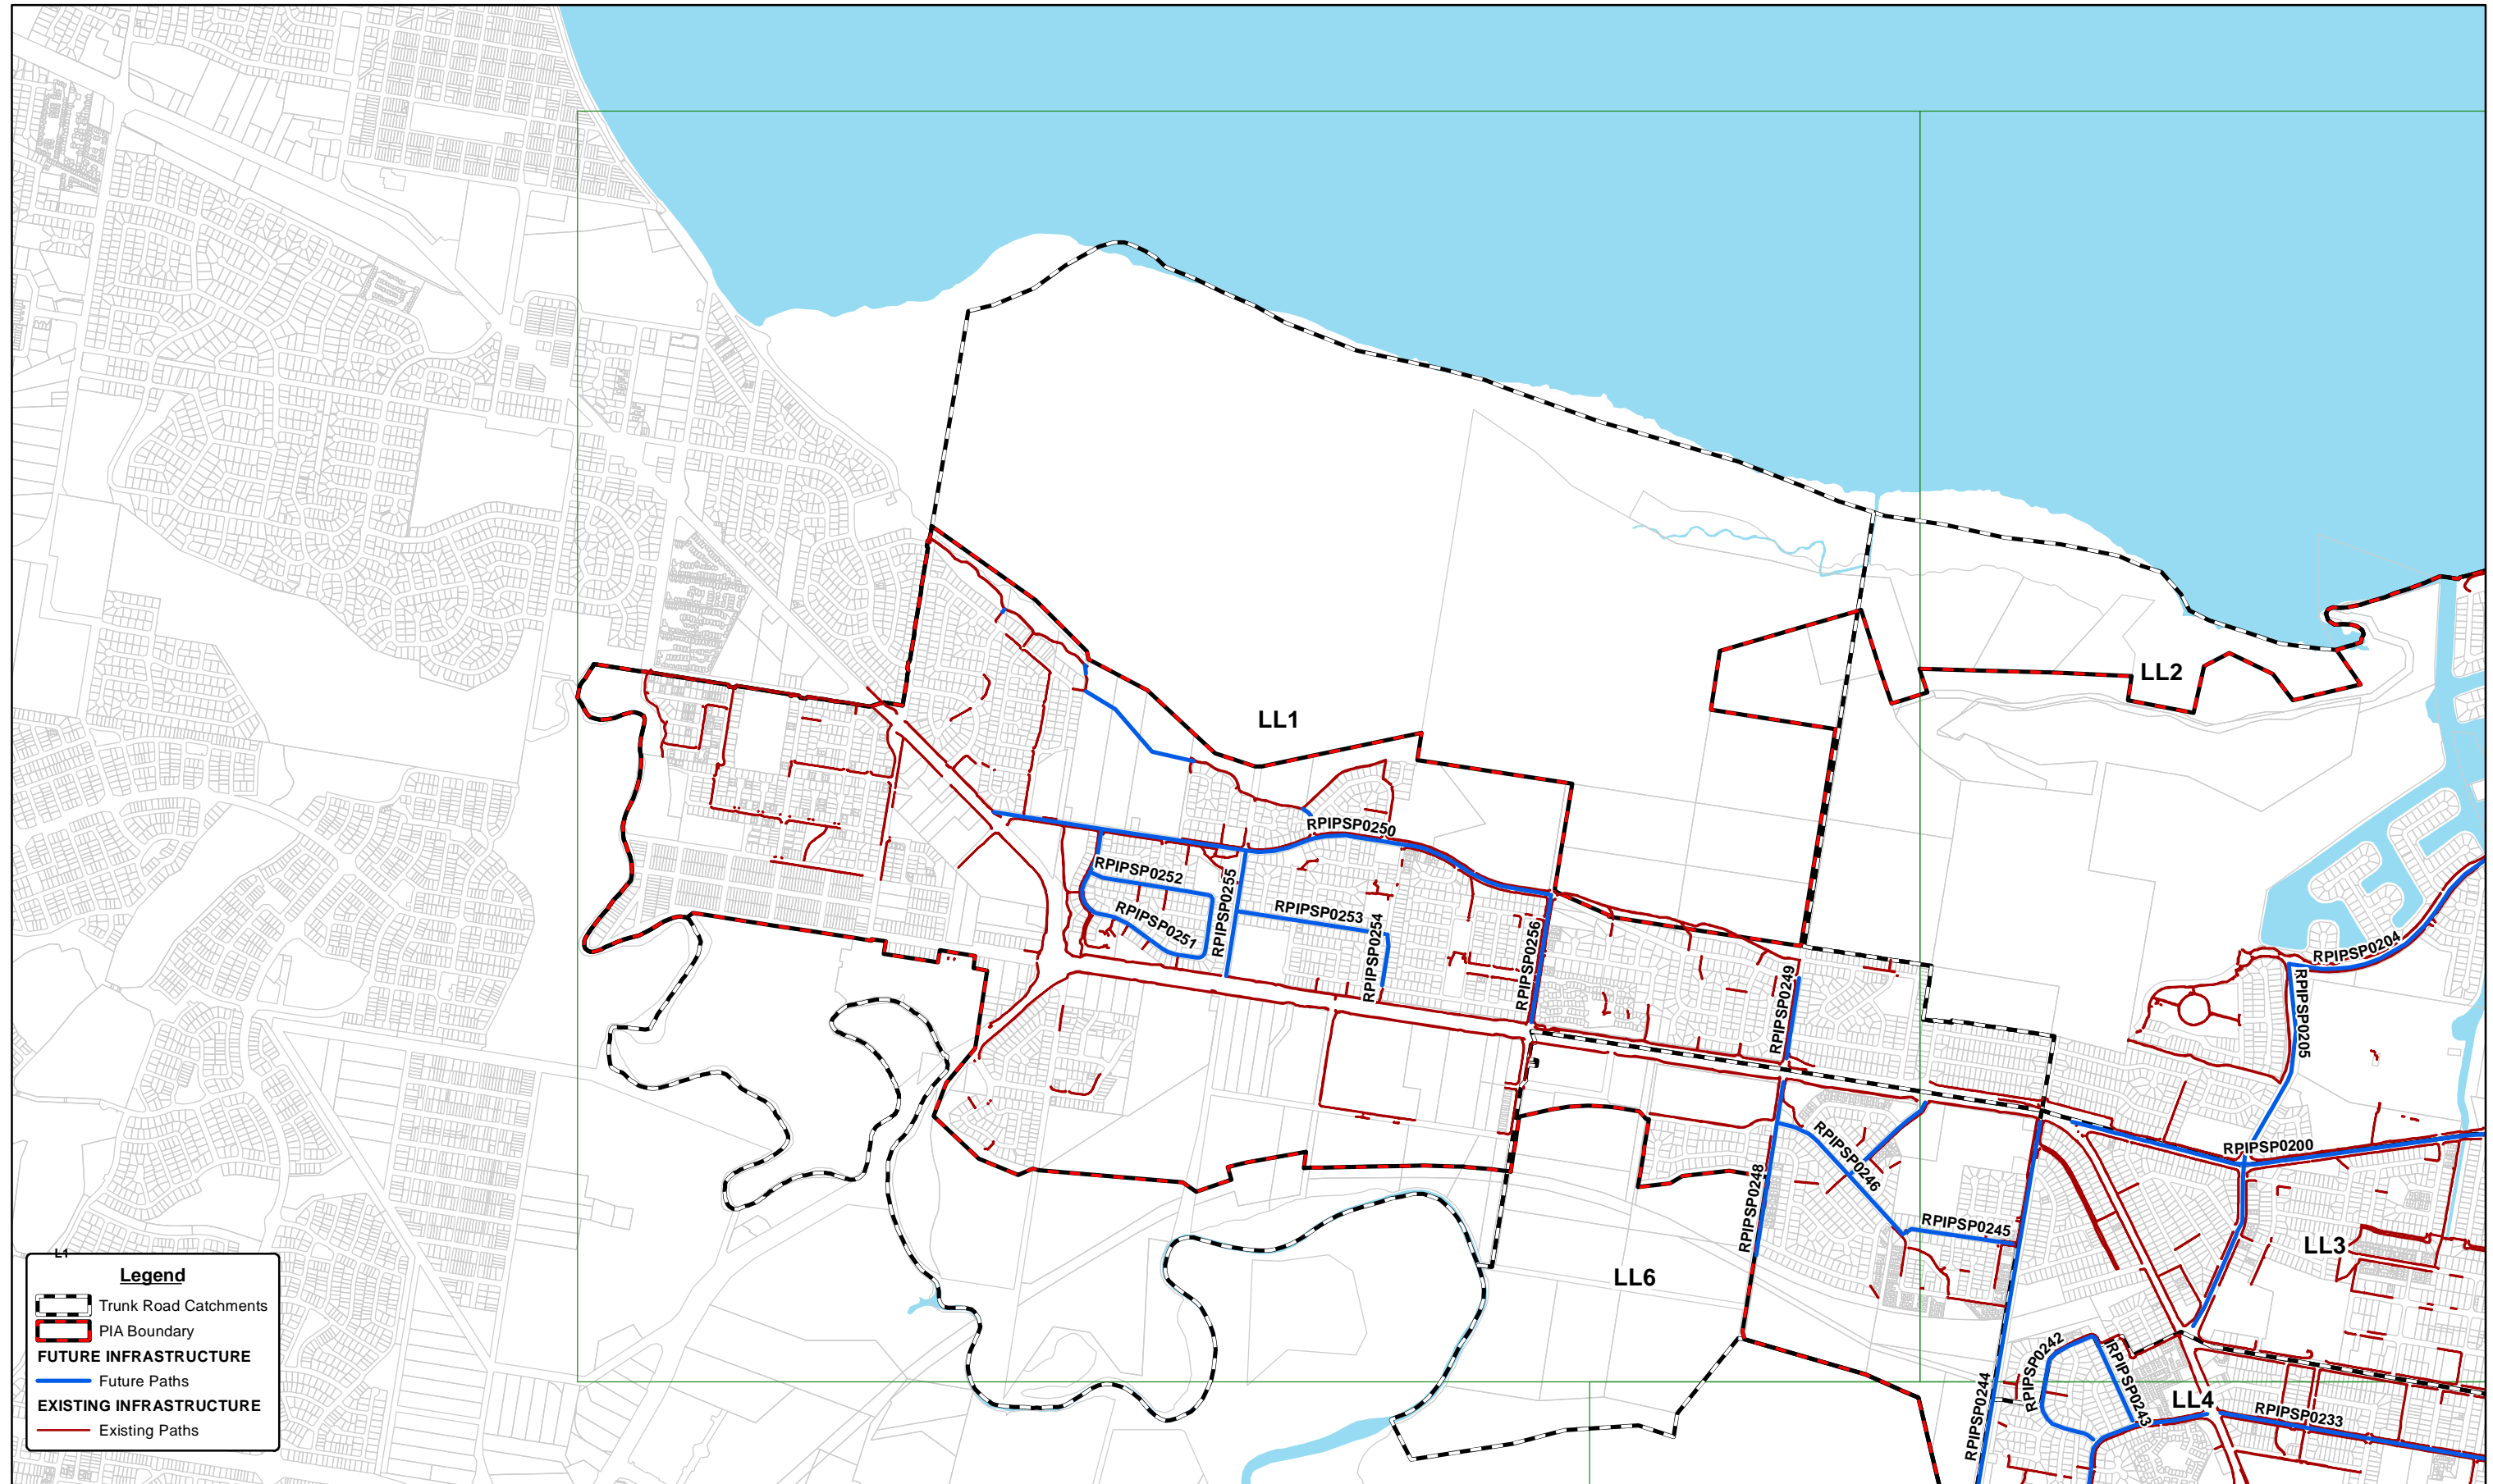 LL2
LL1
RPIPSP0250
RPIPSP0252
RPIPSP0255
RPIPSP0253
RPIPSP0254
RPIPSP0251
RPIPSP0256
RPIPSP0249
RPIPSP0204
RPIPSP0205
RPIPSP0200
RPIPSP0246
RPIPSP0248
RPIPSP0245
LL3
LL6
RPIPSP0242
RPIPSP0243
RPIPSP0244
LL4
RPIPSP0233
L1
Legend
Trunk Road Catchments
PIA Boundary
FUTURE INFRASTRUCTURE
Future Paths
EXISTING INFRASTRUCTURE
Existing Paths